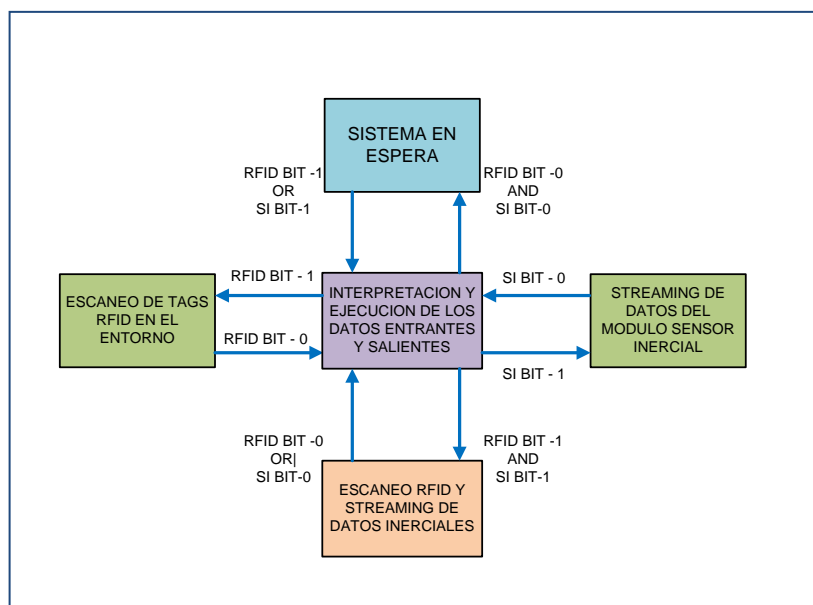 SISTEMA EN
ESPERA
RFID BIT -1
OR
SI BIT-1
RFID BIT -0
AND
SI BIT-0
RFID BIT - 1
ESCANEO DE TAGS
RFID EN EL
ENTORNO
RFID BIT - 0
INTERPRETACION Y
EJECUCION DE LOS
DATOS ENTRANTES
Y SALIENTES
SI BIT - 0
STREAMING DE
DATOS DEL
MODULO SENSOR
INERCIAL
SI BIT - 1
RFID BIT -0
OR|
SI BIT-0
RFID BIT -1
AND
SI BIT-1
ESCANEO RFID Y
STREAMING DE
DATOS INERCIALES